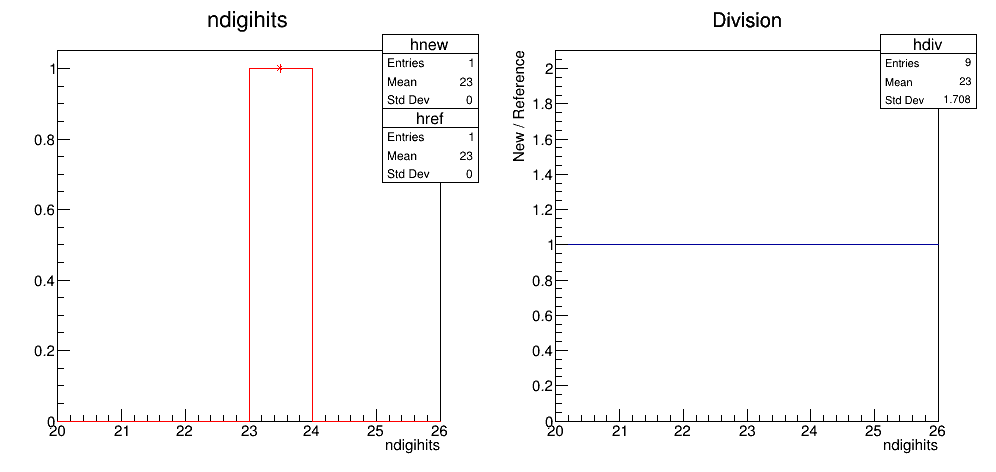 ndigihits
hnew
Entries 1
Mean 23
Std Dev 0
href
Entries 1
Mean 23
Std Dev 0
1
0.8
0.6
0.4
0.2
0
20 21 22 23 24 25 26
ndigihits
Division
hdiv
Entries 9
Mean 23
Std Dev 1.708
New / Reference
2
1.8
1.6
1.4
1.2
1
0.8
0.6
0.4
0.2
0
20 21 22 23 24 25 26
ndigihits